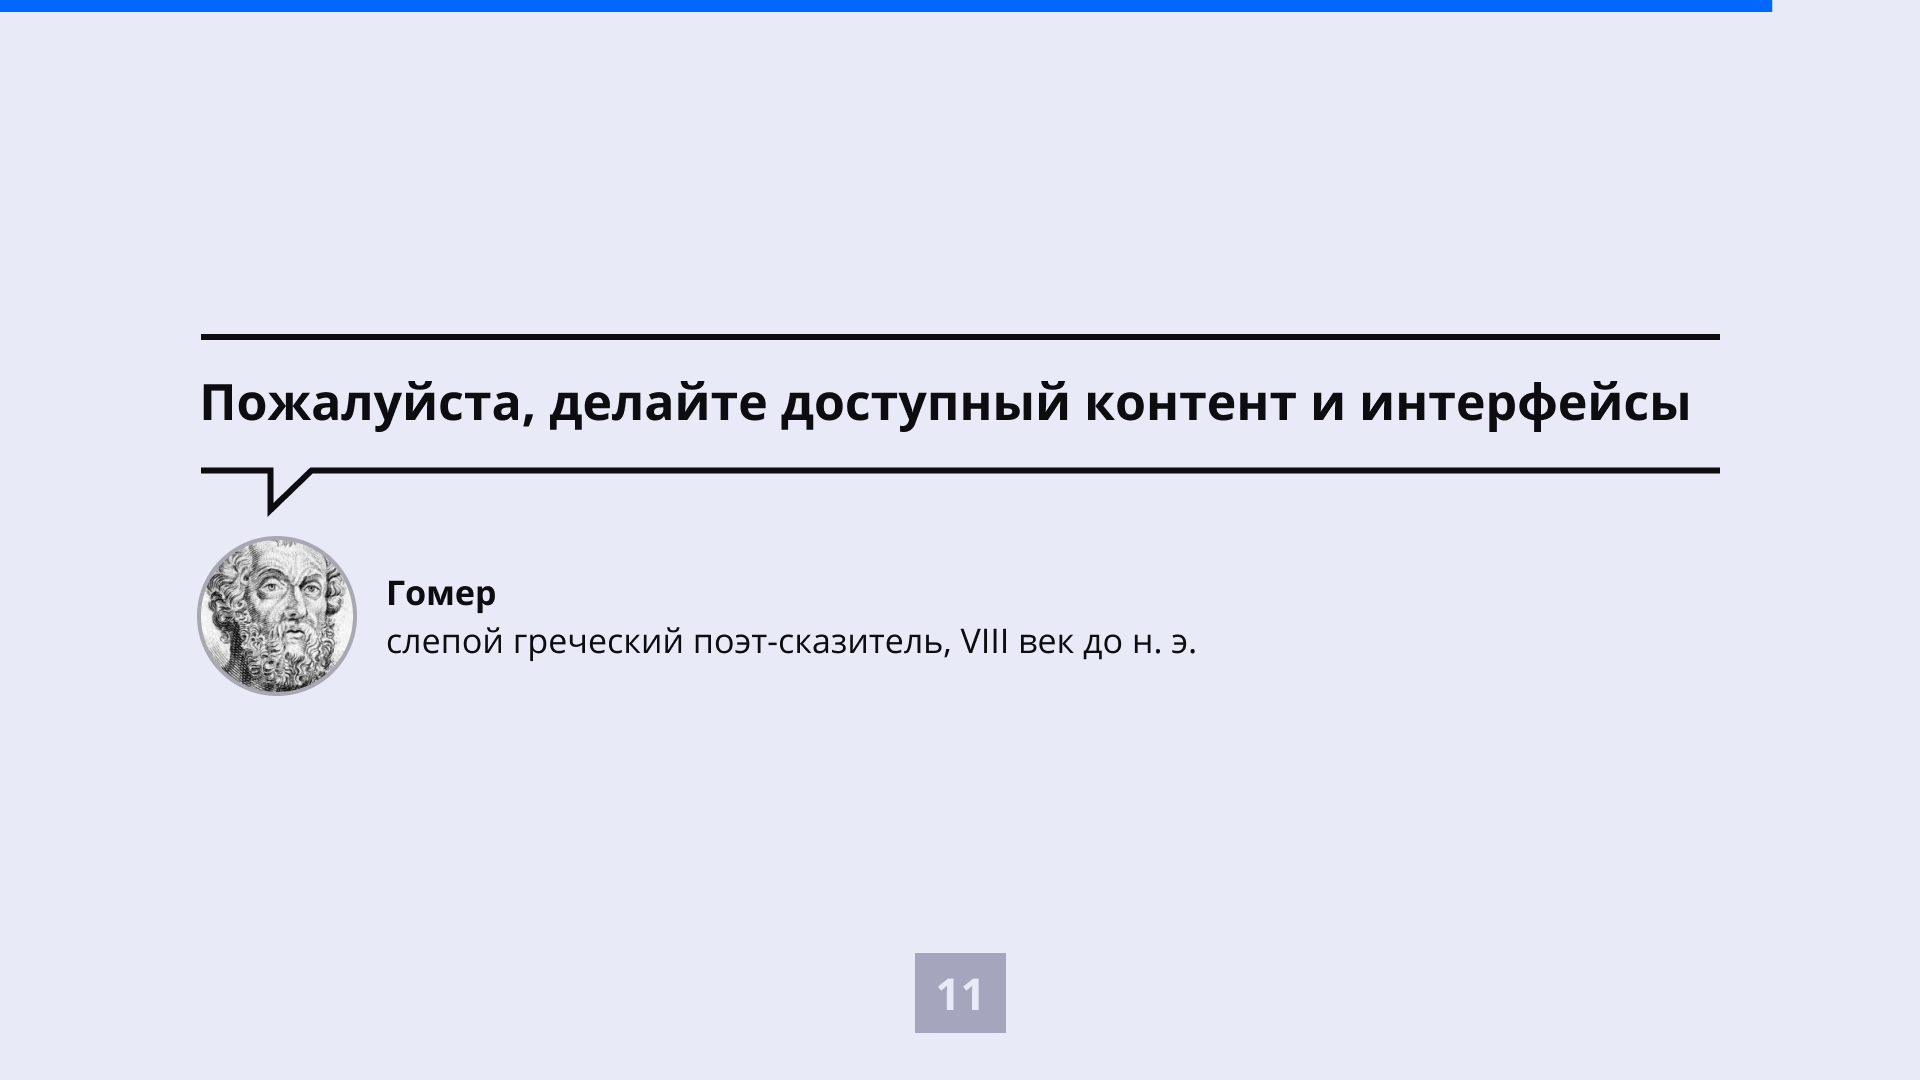 Пожалуйста, делайте доступный контент и интерфейсы
Гомер
слепой греческий поэт-сказитель, VIII век до н. э.
11